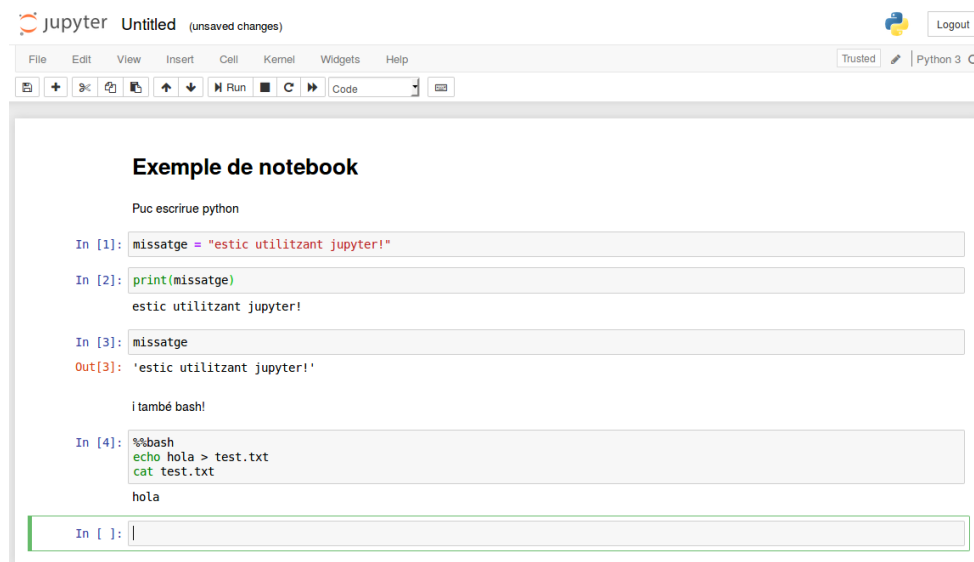 jupyter Untitled (unsaved changes) Logout
File Edit View Insert Cell Kernel Widgets Help Trusted Python 3
Run Code
Exemple de notebook
Puc escrirue python
In [1]: missatge = "estic utilitzant jupyter!"
In [2]: print(missatge)
estic utilitzant jupyter!
In [3]: missatge
Out[3]: 'estic utilitzant jupyter!'
i també bash!
In [4]: %%bash
echo hola > test.txt
cat test.txt
hola
In [ ]: